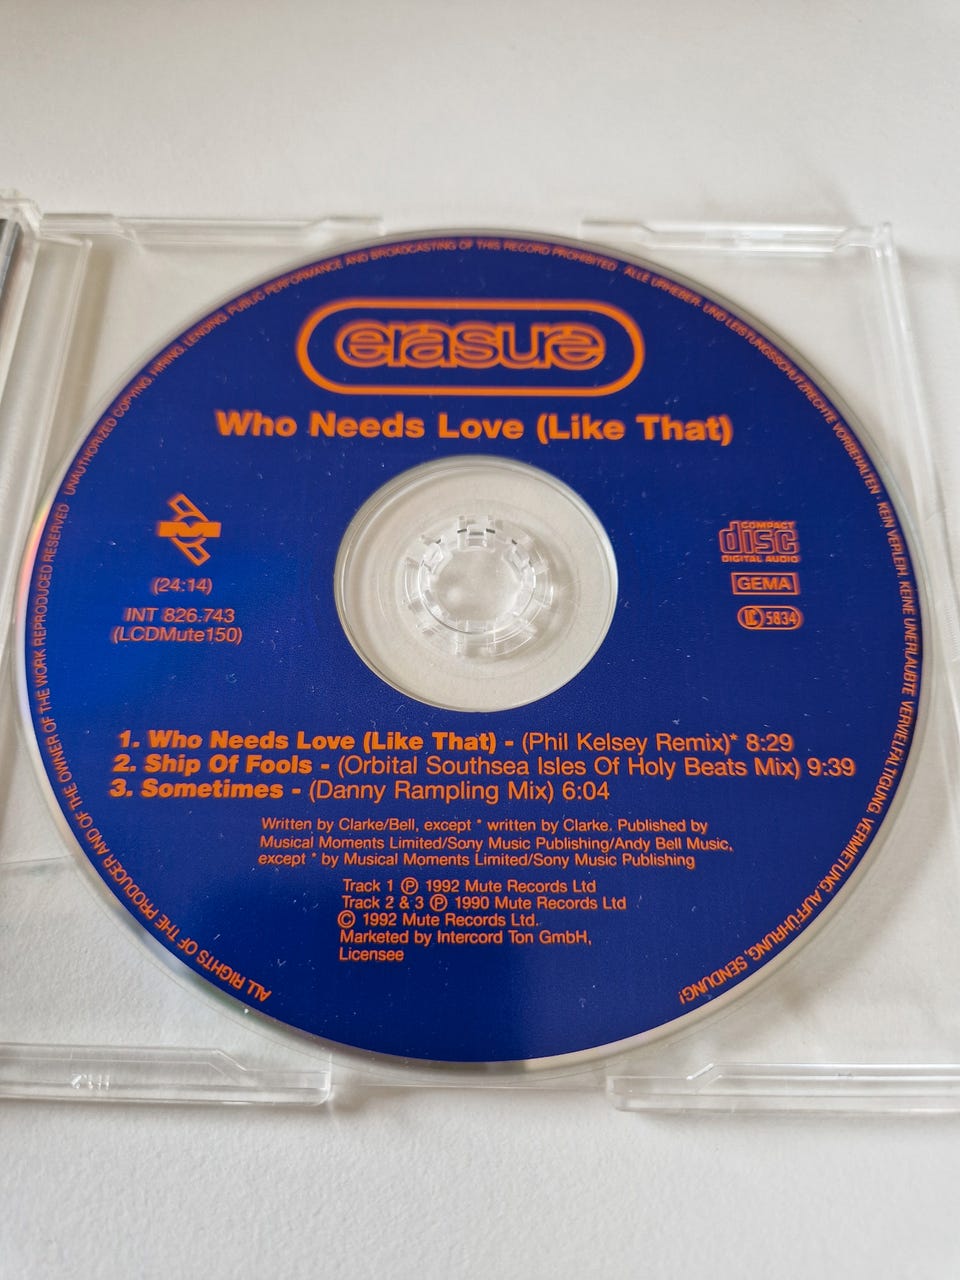 ALL RIGHTS OF THE PRODUCER AND OF THE OWNER OF THE WORK REPRODUCED RESERVED · UNAUTHORIZED COPYING, HIRING, LENDING, PUBLIC PERFORMANCE AND BROADCASTING OF THIS RECORD PROHIBITED · ALLE URHEBER- UND LEISTUNGSSCHUTZRECHTE VORBEHALTEN · KEIN VERLEIH, KEINE UNERLAUBTE VERVIELFÄLTIGUNG, VERMIETUNG, AUFFÜHRUNG, SENDUNG!
erasure
Who Needs Love (Like That)
COMPACT
disc
DIGITAL AUDIO
GEMA
LC 5834
(24:14)
INT 826.743
(LCDMute150)
1. Who Needs Love (Like That) - (Phil Kelsey Remix)* 8:29
2. Ship Of Fools - (Orbital Southsea Isles Of Holy Beats Mix) 9:39
3. Sometimes - (Danny Rampling Mix) 6:04
Written by Clarke/Bell, except * written by Clarke. Published by
Musical Moments Limited/Sony Music Publishing/Andy Bell Music,
except * by Musical Moments Limited/Sony Music Publishing
Track 1 ℗ 1992 Mute Records Ltd
Track 2 & 3 ℗ 1990 Mute Records Ltd
© 1992 Mute Records Ltd.
Marketed by Intercord Ton GmbH,
Licensee